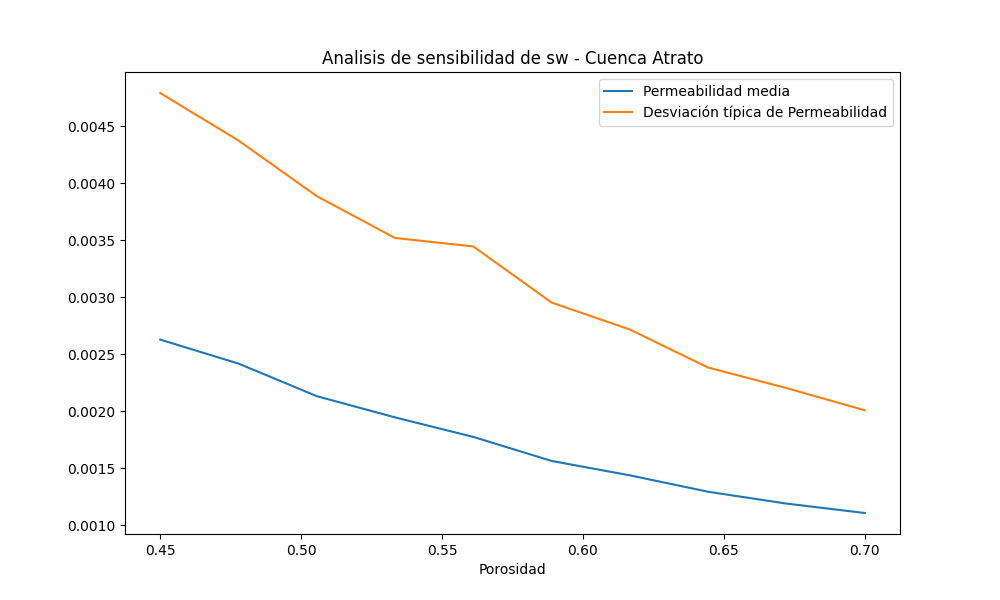 Analisis de sensibilidad de sw - Cuenca Atrato
Permeabilidad media
Desviación típica de Permeabilidad
0.0045
0.0040
0.0035
0.0030
0.0025
0.0020
0.0015
0.0010
0.45 0.50 0.55 0.60 0.65 0.70
Porosidad